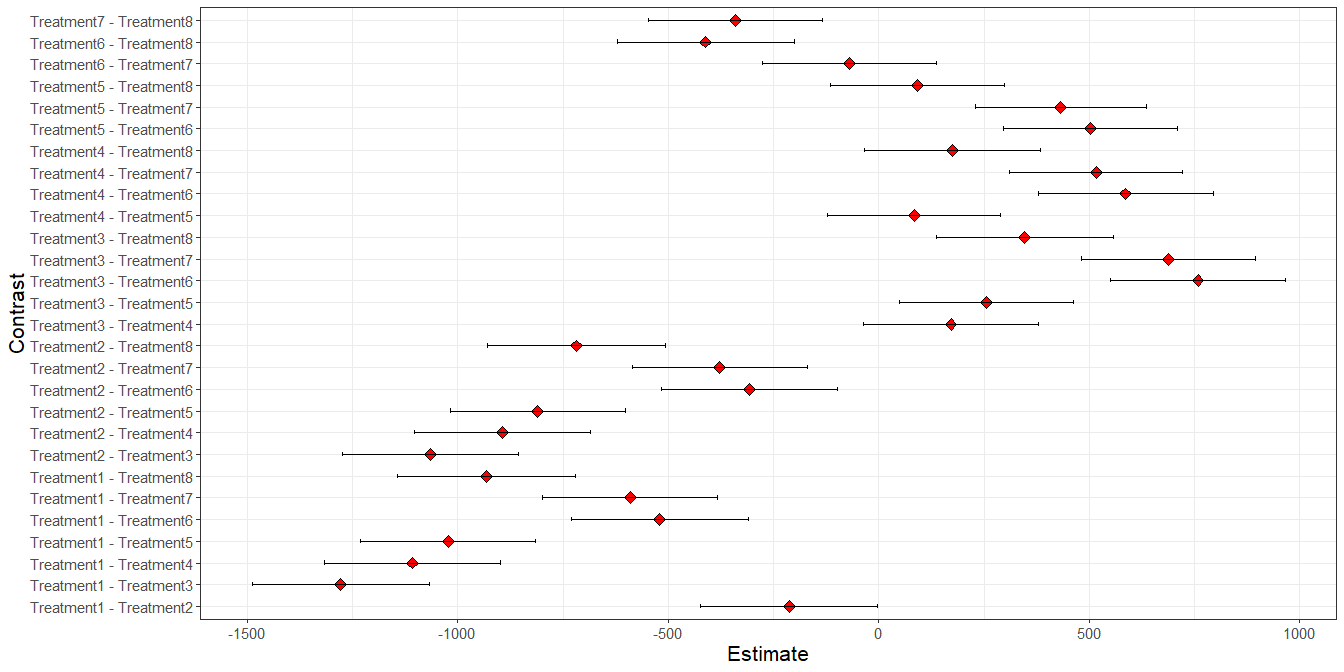 Treatment7 - Treatment8
Treatment6 - Treatment8
Treatment6 - Treatment7
Treatment5 - Treatment8
Treatment5 - Treatment7
Treatment5 - Treatment6
Treatment4 - Treatment8
Treatment4 - Treatment7
Treatment4 - Treatment6
Treatment4 - Treatment5
Treatment3 - Treatment8
Treatment3 - Treatment7
Treatment3 - Treatment6
Treatment3 - Treatment5
Treatment3 - Treatment4
Treatment2 - Treatment8
Treatment2 - Treatment7
Treatment2 - Treatment6
Treatment2 - Treatment5
Treatment2 - Treatment4
Treatment2 - Treatment3
Treatment1 - Treatment8
Treatment1 - Treatment7
Treatment1 - Treatment6
Treatment1 - Treatment5
Treatment1 - Treatment4
Treatment1 - Treatment3
Treatment1 - Treatment2
Contrast
-1500 -1000 -500 0 500 1000
Estimate